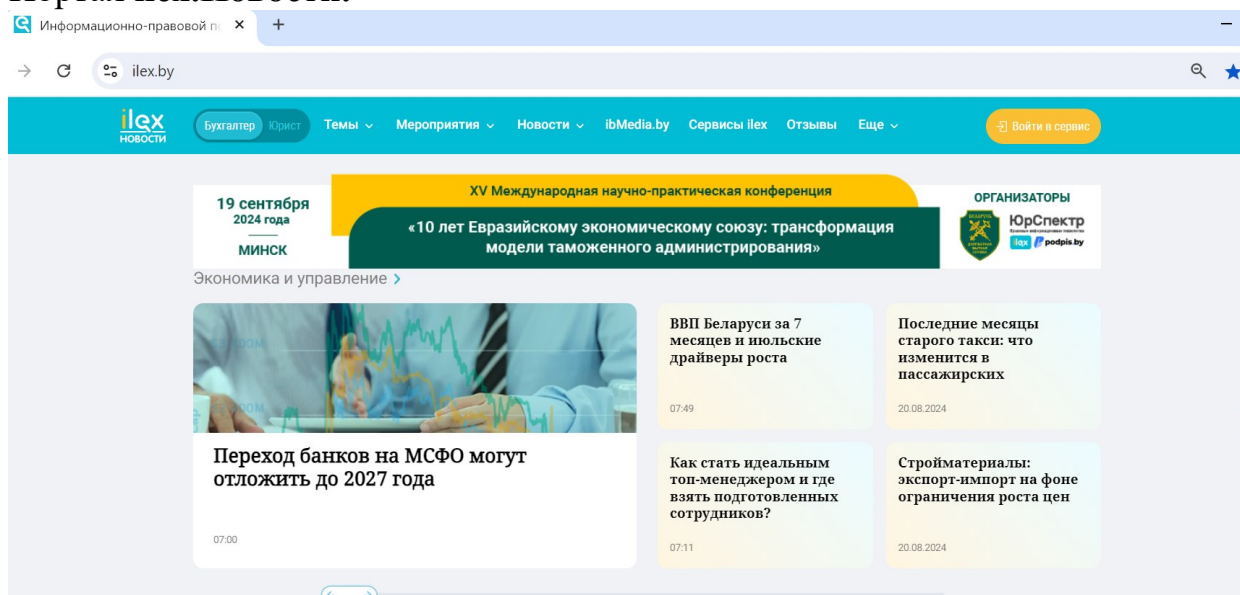 Информационно-правовой п
ilex.by
ilex
НОВОСТИ
Бухгалтер Юрист Темы Мероприятия Новости ibMedia.by Сервисы ilex Отзывы Еще Войти в сервис
19 сентября
2024 года
МИНСК
XV Международная научно-практическая конференция
«10 лет Евразийскому экономическому союзу: трансформация
модели таможенного администрирования»
ОРГАНИЗАТОРЫ
ЮрСпектр
ilex podpis.by
Экономика и управление >
Переход банков на МСФО могут
отложить до 2027 года
07:00
ВВП Беларуси за 7
месяцев и июльские
драйверы роста
07:49
Последние месяцы
старого такси: что
изменится в
пассажирских
20.08.2024
Как стать идеальным
топ-менеджером и где
взять подготовленных
сотрудников?
07:11
Стройматериалы:
экспорт-импорт на фоне
ограничения роста цен
20.08.2024